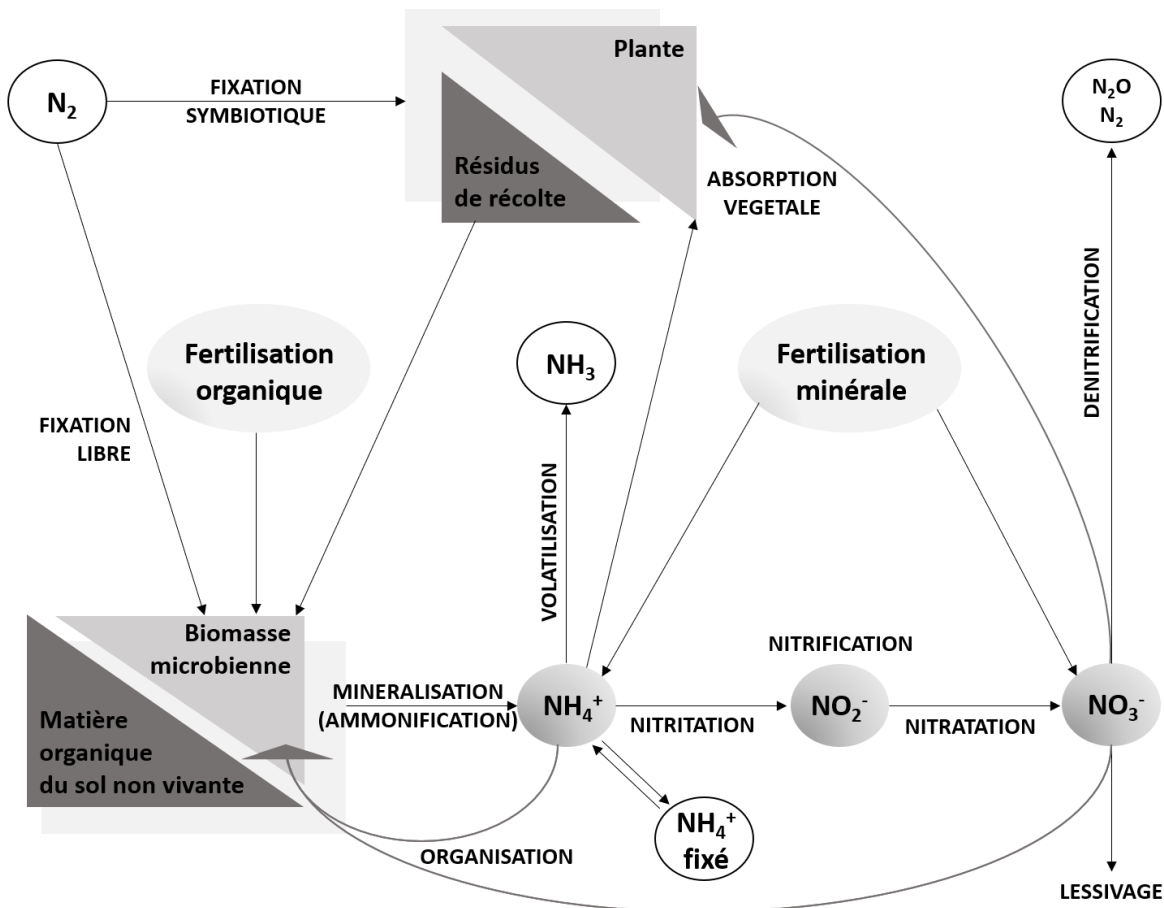 Plante
N₂
FIXATION
SYMBIOTIQUE
N₂O
N₂
Résidus
de récolte
ABSORPTION
VEGETALE
DENITRIFICATION
Fertilisation
organique
NH₃
Fertilisation
minérale
FIXATION
LIBRE
VOLATILISATION
Biomasse
microbienne
NITRIFICATION
MINERALISATION
(AMMONIFICATION)
NH₄⁺
NITRITATION
NO₂⁻
NITRATATION
NO₃⁻
Matière
organique
du sol non vivante
NH₄⁺
fixé
ORGANISATION
LESSIVAGE